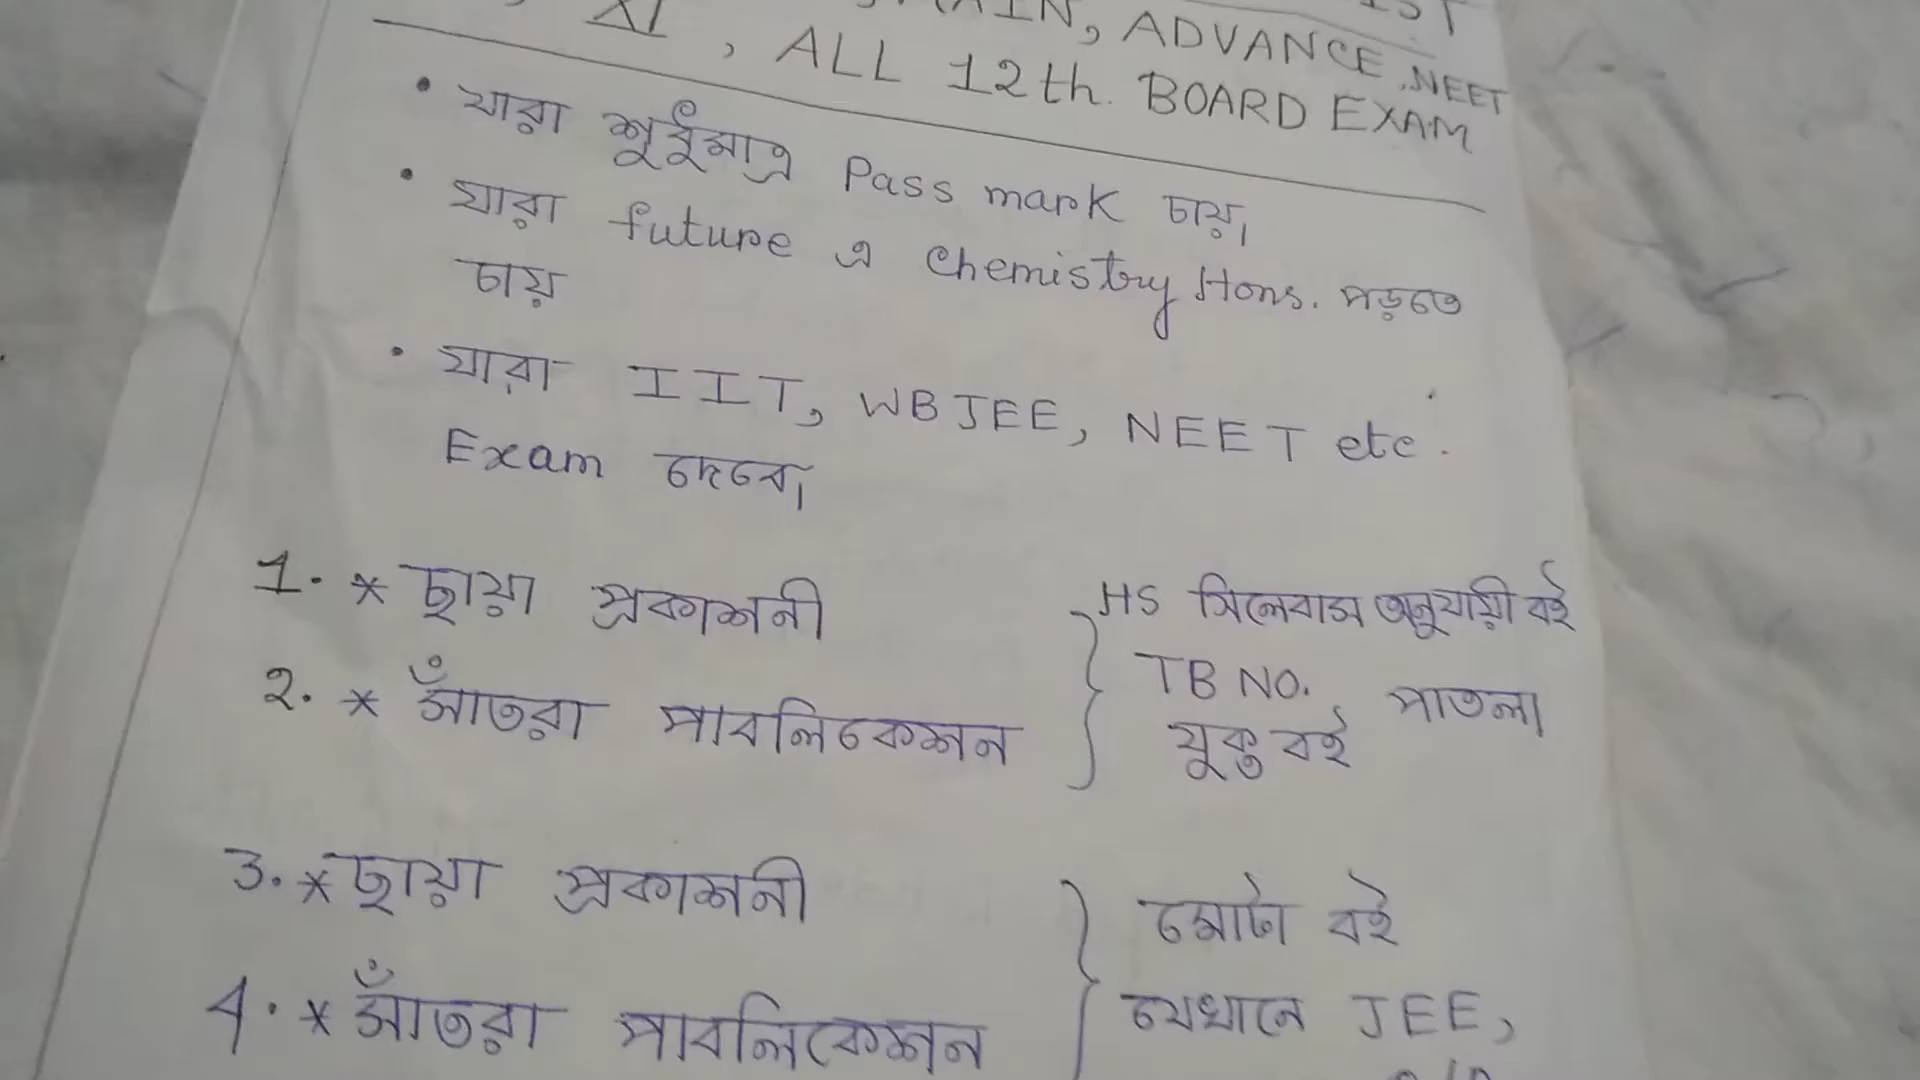 MAIN, ADVANCE, NEET
XI, ALL 12th. BOARD EXAM
• যারা শুধুমাত্র Pass mark চায়,
• যারা future এ Chemistry Hons. পড়তে
চায়
• যারা IIT, WBJEE, NEET etc.
Exam দেবে,
1. * ছায়া প্রকাশনী
HS সিলেবাস অনুযায়ী বই
TB NO. পাতলা
2. * সাঁতরা পাবলিকেশন
যুক্ত বই
3. * ছায়া প্রকাশনী
মোটা বই
4. * সাঁতরা পাবলিকেশন
যেখানে JEE,